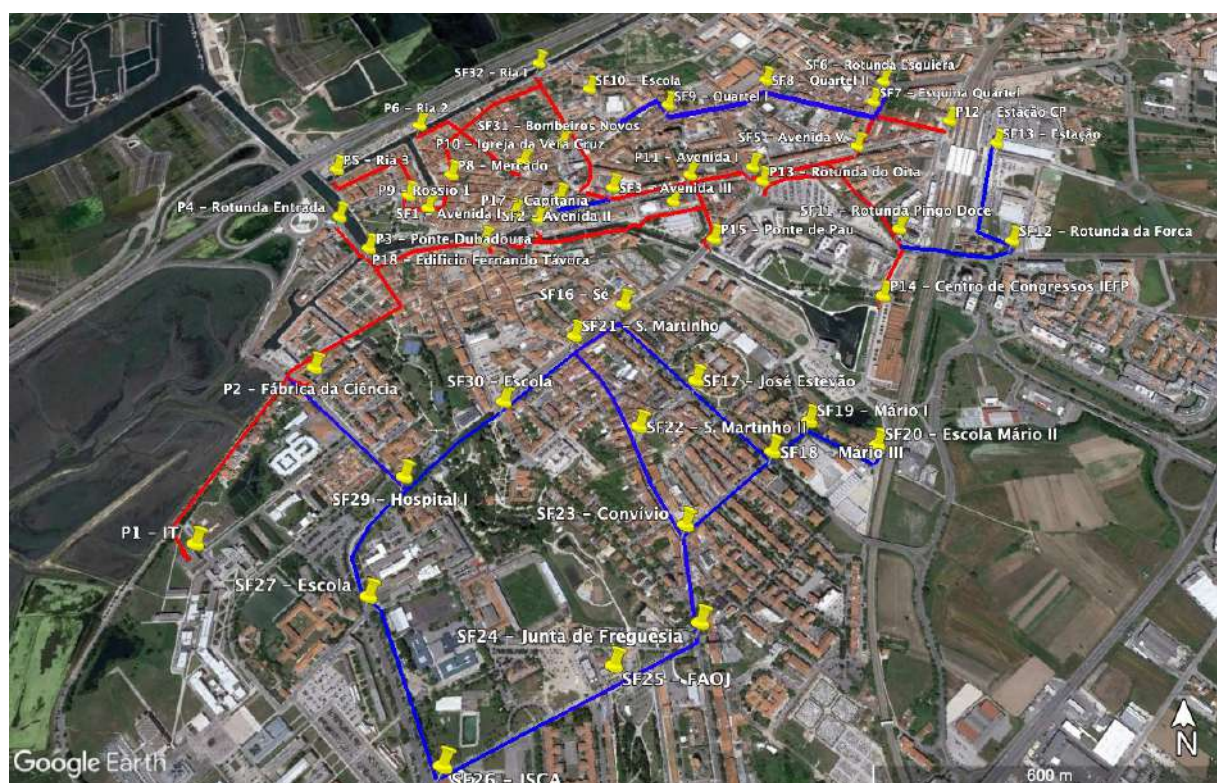 SF32 - Ria I
SF10 - Escola
SF6 - Rotunda Esguiera
SF8 - Quartel II
SF9 - Quartel I
SF7 - Esquina Quartel
P6 - Ria 2
P12 - Estação CP
SF31 - Bombeiros Novos
SF13 - Estação
P10 - Igreja da Vera Cruz
SF5 - Avenida V
P5 - Ria 3
P8 - Mercado
P11 - Avenida I
P13 - Rotunda do Oita
P9 - Rossio 1
P17 - Capitania
SF3 - Avenida III
P4 - Rotunda Entrada
SF1 - Avenida I
SF2 - Avenida II
SF11 - Rotunda Pingo Doce
P3 - Ponte Dubadoura
P15 - Ponte de Pau
SF12 - Rotunda da Forca
P18 - Edificio Fernando Távora
P14 - Centro de Congressos IEFP
SF16 - Sé
SF21 - S. Martinho
P2 - Fábrica da Ciência
SF30 - Escola
SF17 - José Estevão
SF19 - Mário I
SF22 - S. Martinho II
SF20 - Escola Mário II
SF18 - Mário III
SF29 - Hospital I
SF23 - Convívio
P1 - IT
SF27 - Escola
SF24 - Junta de Freguesia
SF25 - FAOJ
SF26 - ISCA
Google Earth
N
600 m